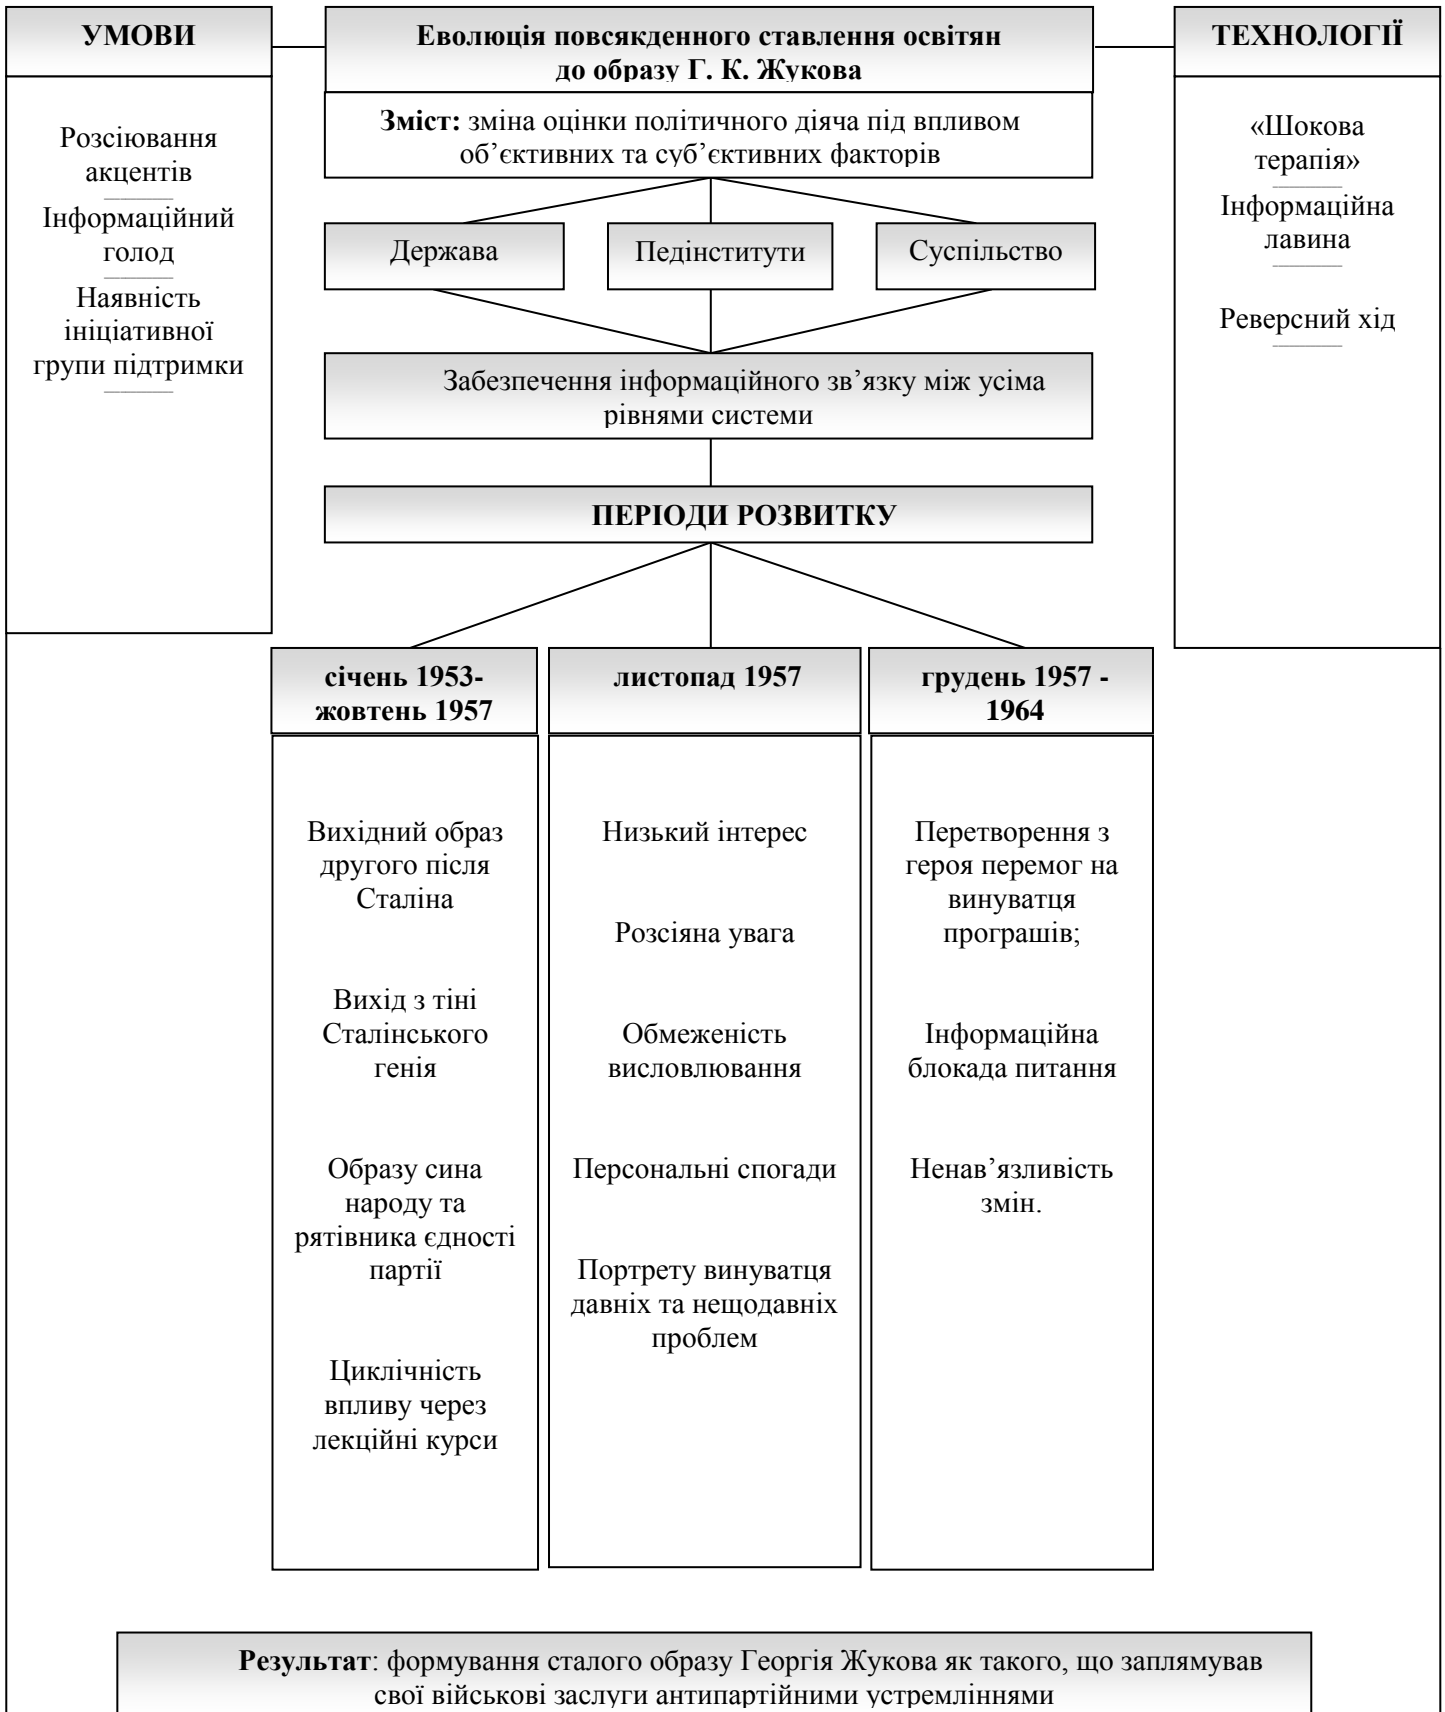 УМОВИ
Розсіювання
акцентів
Інформаційний
голод
Наявність
ініціативної
групи підтримки
Еволюція повсякденного ставлення освітян
до образу Г. К. Жукова
Зміст: зміна оцінки політичного діяча під впливом
об’єктивних та суб’єктивних факторів
Держава
Педінститути
Суспільство
Забезпечення інформаційного зв’язку між усіма
рівнями системи
ПЕРІОДИ РОЗВИТКУ
ТЕХНОЛОГІЇ
«Шокова
терапія»
Інформаційна
лавина
Реверсний хід
січень 1953-
жовтень 1957
Вихідний образ
другого після
Сталіна
Вихід з тіні
Сталінського
генія
Образу сина
народу та
рятівника єдності
партії
Циклічність
впливу через
лекційні курси
листопад 1957
Низький інтерес
Розсіяна увага
Обмеженість
висловлювання
Персональні спогади
Портрету винуватця
давніх та нещодавніх
проблем
грудень 1957 -
1964
Перетворення з
героя перемог на
винуватця
програшів;
Інформаційна
блокада питання
Ненав’язливість
змін.
Результат: формування сталого образу Георгія Жукова як такого, що заплямував
свої військові заслуги антипартійними устремліннями